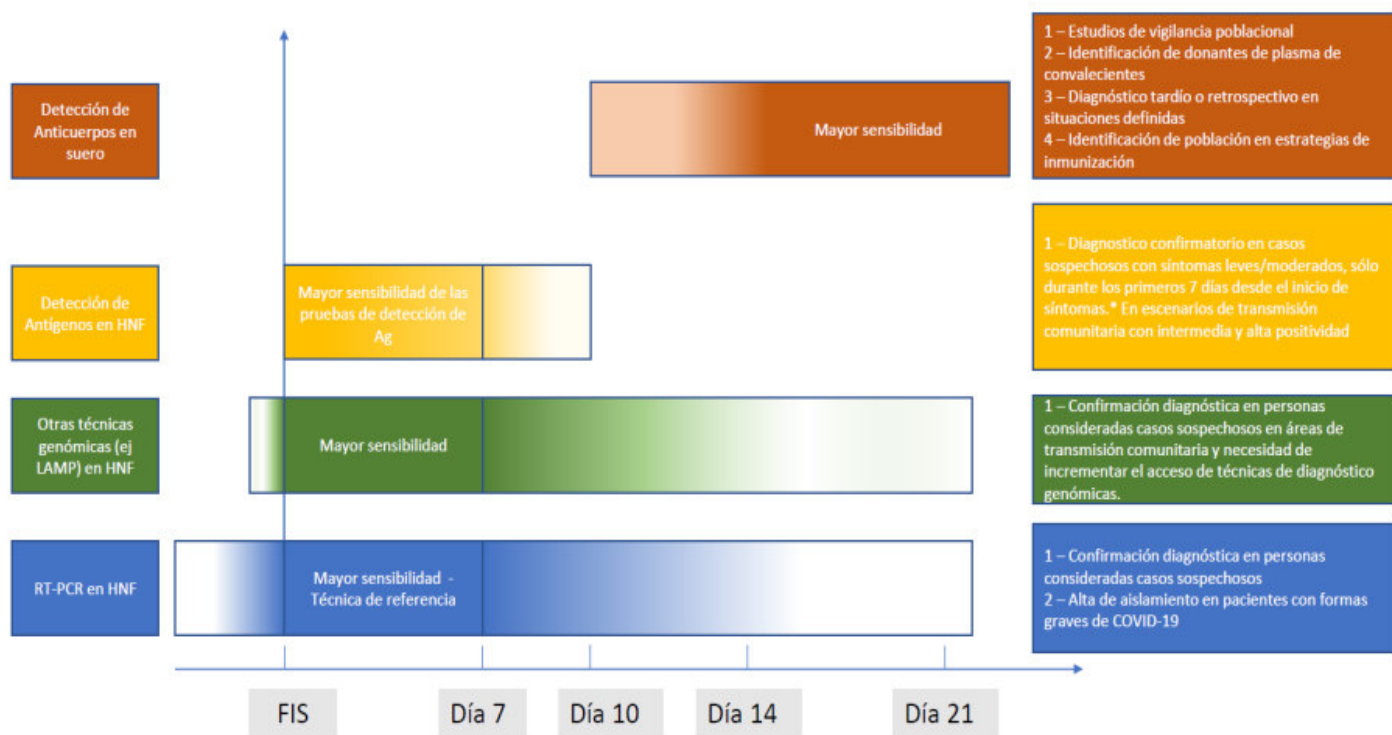 Detección de
Anticuerpos en
suero
Mayor sensibilidad
1 – Estudios de vigilancia poblacional
2 – Identificación de donantes de plasma de
convalecientes
3 – Diagnóstico tardío o retrospectivo en
situaciones definidas
4 – Identificación de población en estrategias de
inmunización
Detección de
Antígenos en HNF
Mayor sensibilidad de las
pruebas de detección de
Ag
1 – Diagnostico confirmatorio en casos
sospechosos con síntomas leves/moderados, sólo
durante los primeros 7 días desde el inicio de
síntomas.* En escenarios de transmisión
comunitaria con intermedia y alta positividad
Otras técnicas
genómicas (ej
LAMP) en HNF
Mayor sensibilidad
1 – Confirmación diagnóstica en personas
consideradas casos sospechosos en áreas de
transmisión comunitaria y necesidad de
incrementar el acceso de técnicas de diagnóstico
genómicas.
RT-PCR en HNF
Mayor sensibilidad -
Técnica de referencia
1 – Confirmación diagnóstica en personas
consideradas casos sospechosos
2 – Alta de aislamiento en pacientes con formas
graves de COVID-19
FIS
Día 7
Día 10
Día 14
Día 21